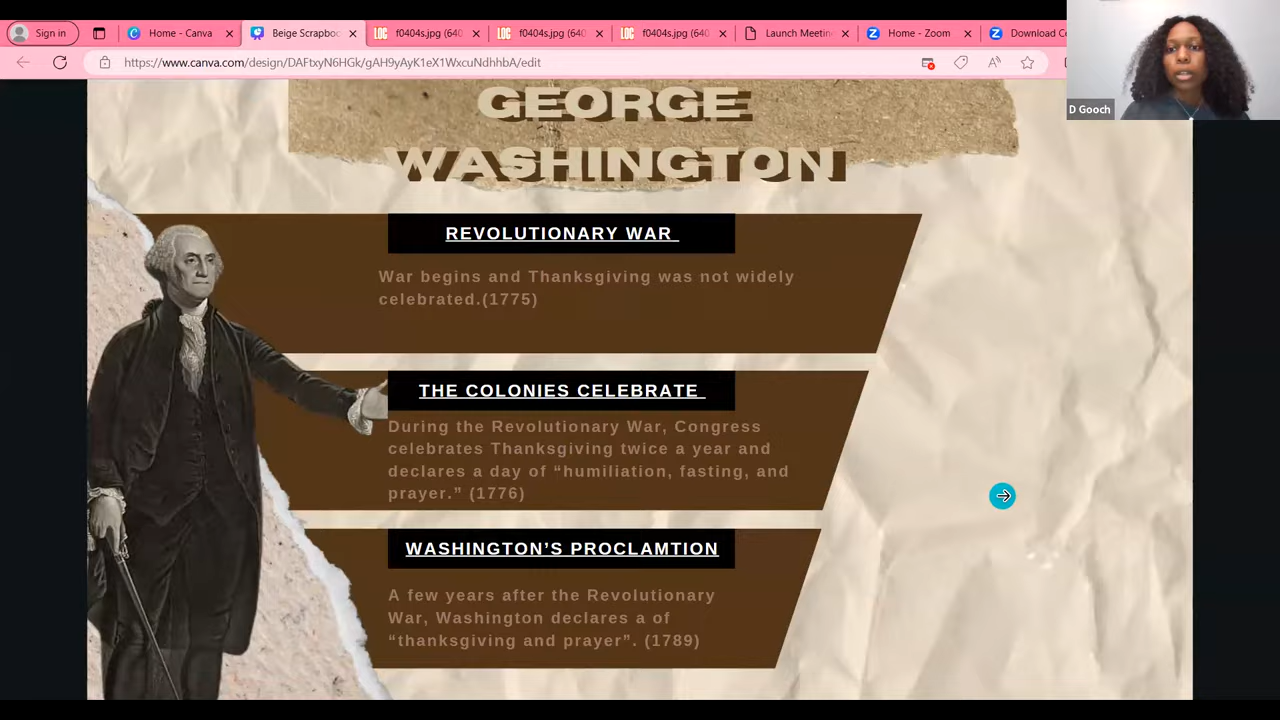 Sign in
Home - Canva
Beige Scrapbo
f0404s.jpg (640
f0404s.jpg (640
f0404s.jpg (640
Launch Meetin
Home - Zoom
Download Ce
https://www.canva.com/design/DAFtxyN6HGk/gAH9yAyK1eX1WxcuNdhhbA/edit
D Gooch
GEORGE
WASHINGTON
REVOLUTIONARY WAR
War begins and Thanksgiving was not widely
celebrated.(1775)
THE COLONIES CELEBRATE
During the Revolutionary War, Congress
celebrates Thanksgiving twice a year and
declares a day of “humiliation, fasting, and
prayer.” (1776)
WASHINGTON’S PROCLAMTION
A few years after the Revolutionary
War, Washington declares a of
“thanksgiving and prayer”. (1789)